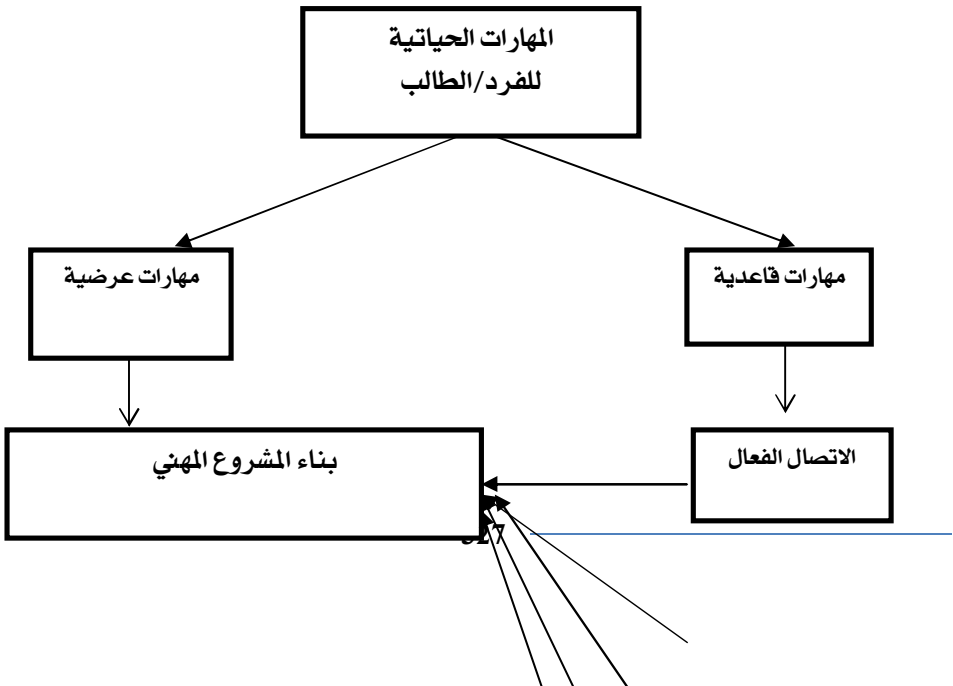 المهارات الحياتية
للفرد/الطالب
مهارات قاعدية
مهارات عرضية
الاتصال الفعال
بناء المشروع المهني